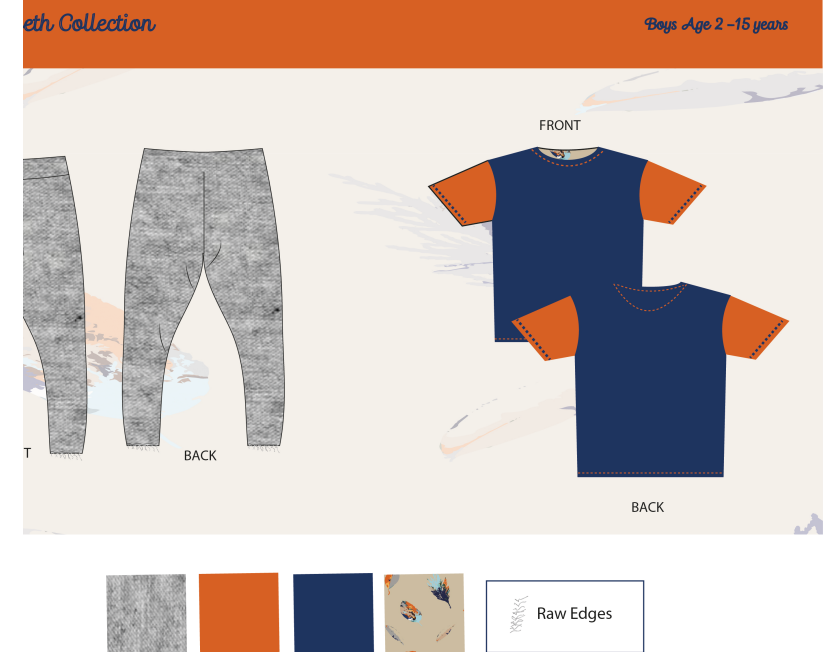 eth Collection
Boys Age 2 –15 years
FRONT
T
BACK
BACK
Raw Edges